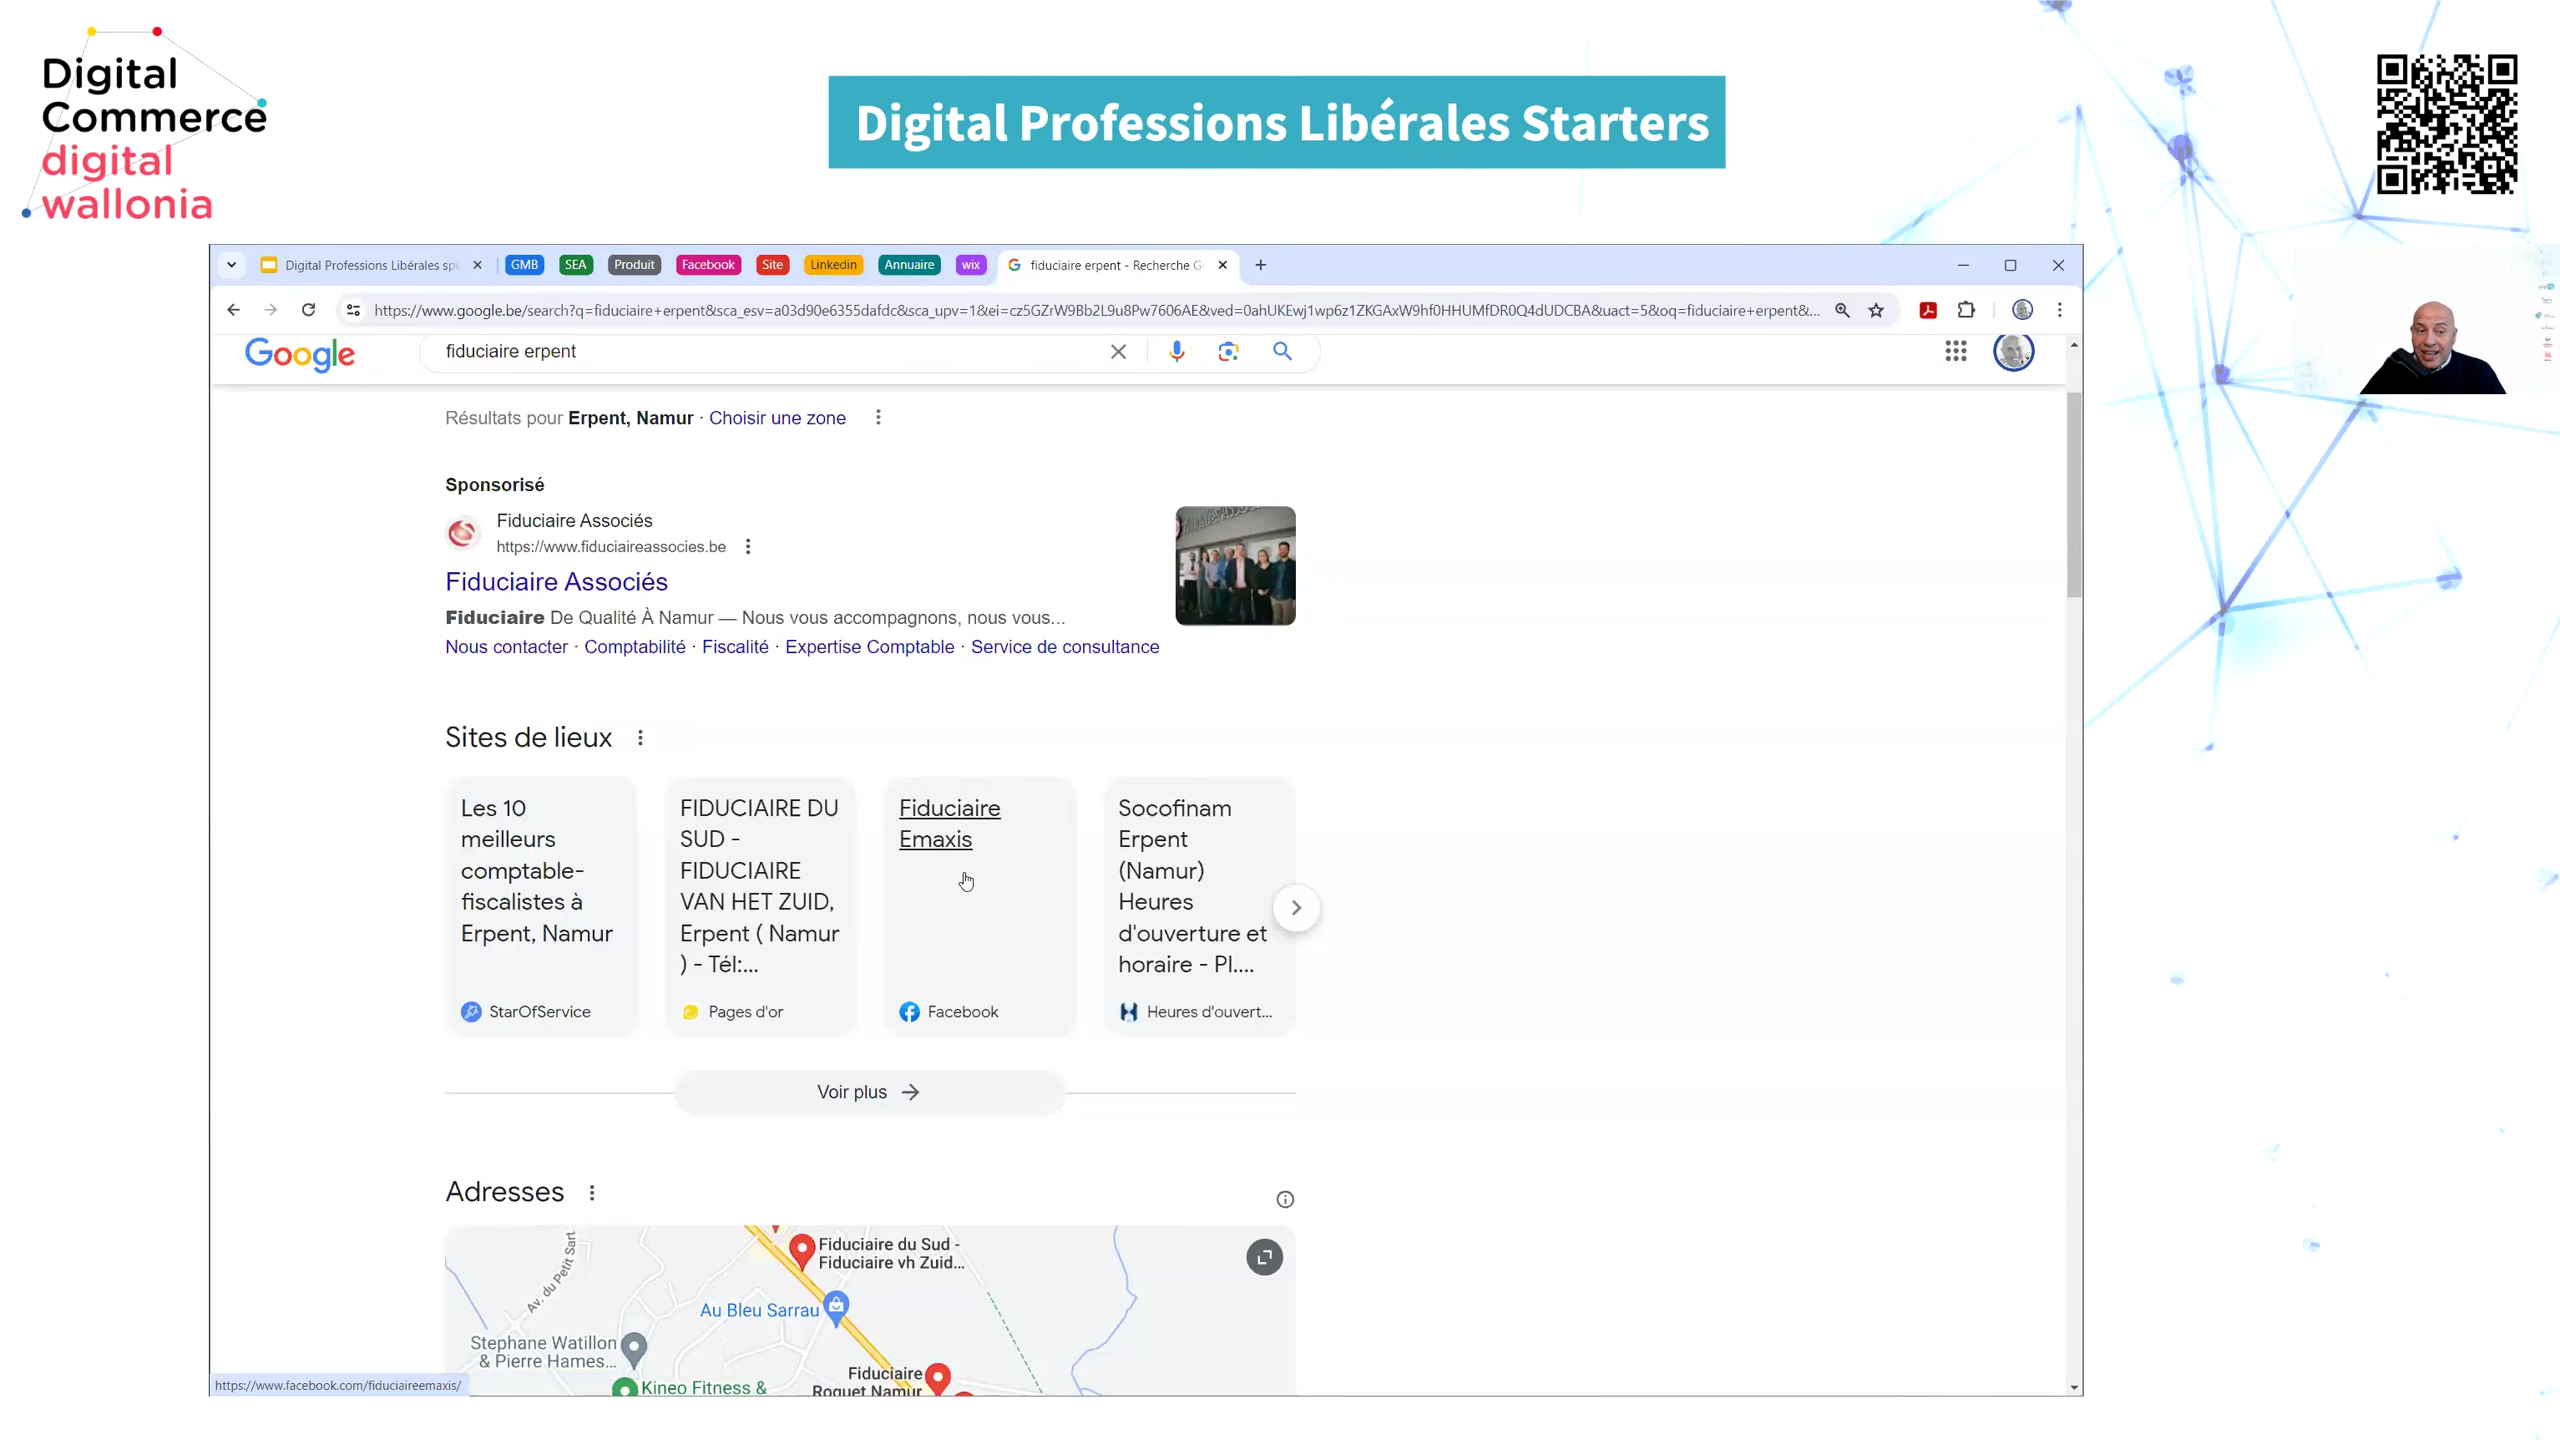 Digital
Commerce
digital
wallonia
Digital Professions Libérales Starters
Digital Professions Libérales sp
GMB
SEA
Produit
Facebook
Site
Linkedin
Annuaire
wix
fiduciaire erpent - Recherche G
https://www.google.be/search?q=fiduciaire+erpent&sca_esv=a03d90e6355dafdc&sca_upv=1&ei=cz5GZrW9Bb2L9u8Pw7606AE&ved=0ahUKEwj1wp6z1ZKGAxW9hf0HHUMfDR0Q4dUDCBA&uact=5&oq=fiduciaire+erpent&...
Google
fiduciaire erpent
Résultats pour Erpent, Namur · Choisir une zone
Sponsorisé
Fiduciaire Associés
https://www.fiduciaireassocies.be
Fiduciaire Associés
Fiduciaire De Qualité À Namur — Nous vous accompagnons, nous vous...
Nous contacter · Comptabilité · Fiscalité · Expertise Comptable · Service de consultance
Sites de lieux
Les 10
meilleurs
comptable-
fiscalistes à
Erpent, Namur
StarOfService
FIDUCIAIRE DU
SUD -
FIDUCIAIRE
VAN HET ZUID,
Erpent ( Namur
) - Tél:...
Pages d'or
Fiduciaire
Emaxis
Facebook
Socofinam
Erpent
(Namur)
Heures
d'ouverture et
horaire - Pl....
Heures d'ouvert...
Voir plus
Adresses
Av. du Petit Sart
Fiduciaire du Sud -
Fiduciaire vh Zuid...
Au Bleu Sarrau
Stephane Watillon
& Pierre Hames...
Fiduciaire
Roquet Namur
Kineo Fitness &
https://www.facebook.com/fiduciaireemaxis/